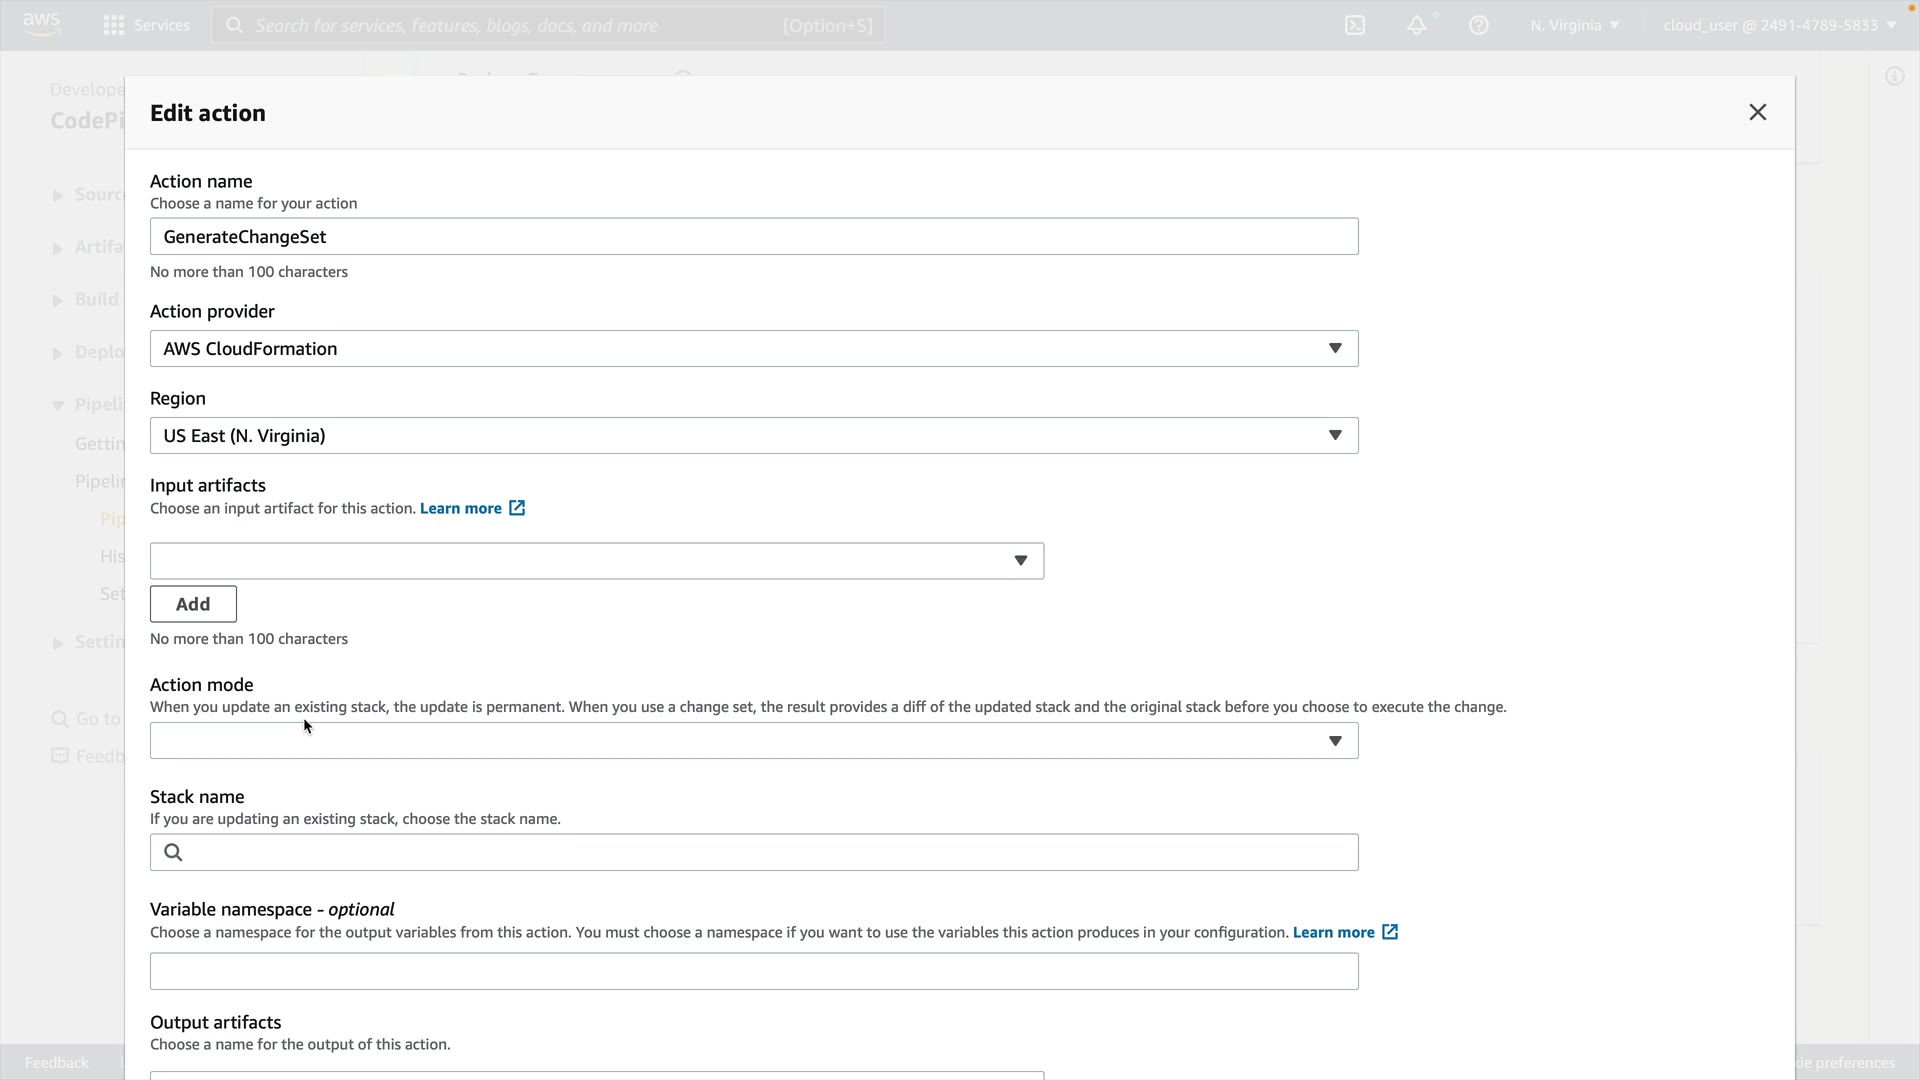 aws
Services
Search for services, features, blogs, docs, and more
[Option+S]
N. Virginia
cloud_user @ 2491-4789-5833
Develope
CodePi
Sourc
Artifa
Build
Deplo
Pipeli
Gettin
Pipelin
Pip
His
Set
Settin
Go to
Feedb
Edit action
Action name
Choose a name for your action
GenerateChangeSet
No more than 100 characters
Action provider
AWS CloudFormation
Region
US East (N. Virginia)
Input artifacts
Choose an input artifact for this action. Learn more
Add
No more than 100 characters
Action mode
When you update an existing stack, the update is permanent. When you use a change set, the result provides a diff of the updated stack and the original stack before you choose to execute the change.
Stack name
If you are updating an existing stack, choose the stack name.
Variable namespace - optional
Choose a namespace for the output variables from this action. You must choose a namespace if you want to use the variables this action produces in your configuration. Learn more
Output artifacts
Choose a name for the output of this action.
Feedback
kie preferences